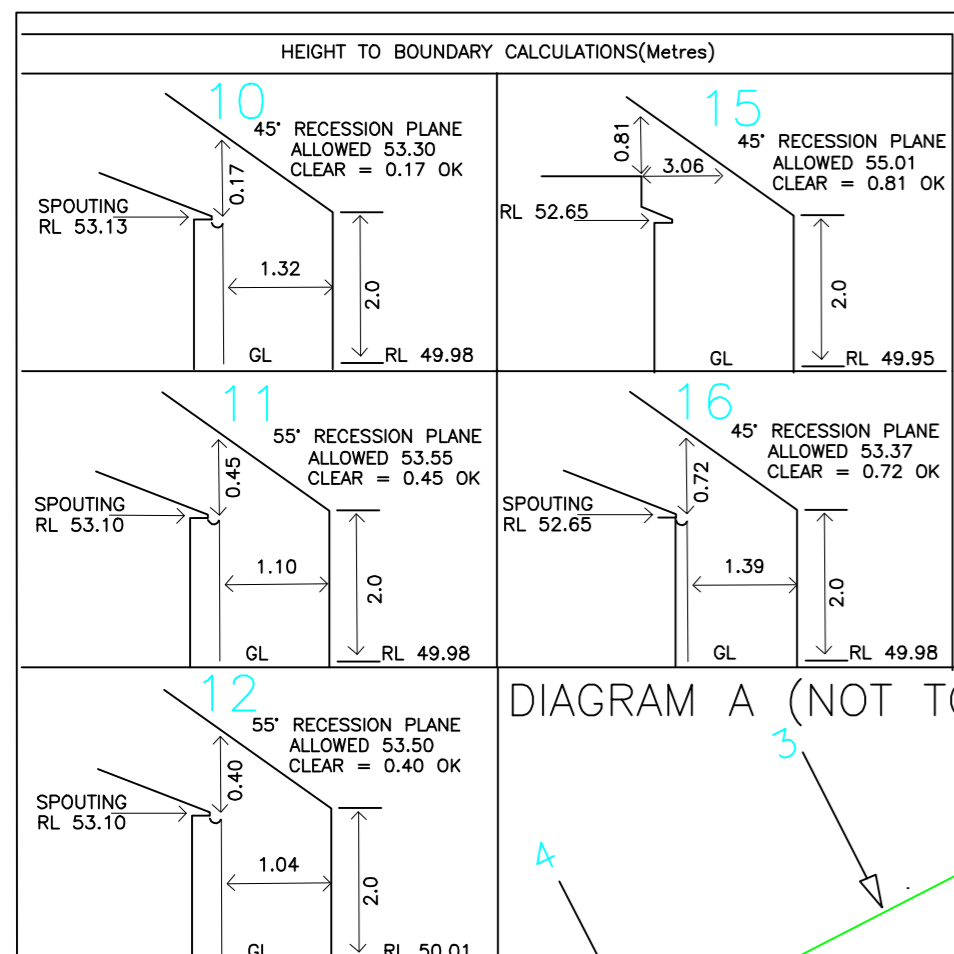 HEIGHT TO BOUNDARY CALCULATIONS(Metres)
10
45° RECESSION PLANE
ALLOWED 53.30
CLEAR = 0.17 OK
0.17
SPOUTING
RL 53.13
1.32
2.0
GL
RL 49.98
15
45° RECESSION PLANE
ALLOWED 55.01
CLEAR = 0.81 OK
0.81
3.06
RL 52.65
2.0
GL
RL 49.95
11
55° RECESSION PLANE
ALLOWED 53.55
CLEAR = 0.45 OK
0.45
SPOUTING
RL 53.10
1.10
2.0
GL
RL 49.98
16
45° RECESSION PLANE
ALLOWED 53.37
CLEAR = 0.72 OK
0.72
SPOUTING
RL 52.65
1.39
2.0
GL
RL 49.98
12
55° RECESSION PLANE
ALLOWED 53.50
CLEAR = 0.40 OK
0.40
SPOUTING
RL 53.10
1.04
2.0
GL
RL 50.01
DIAGRAM A (NOT TO
3
4